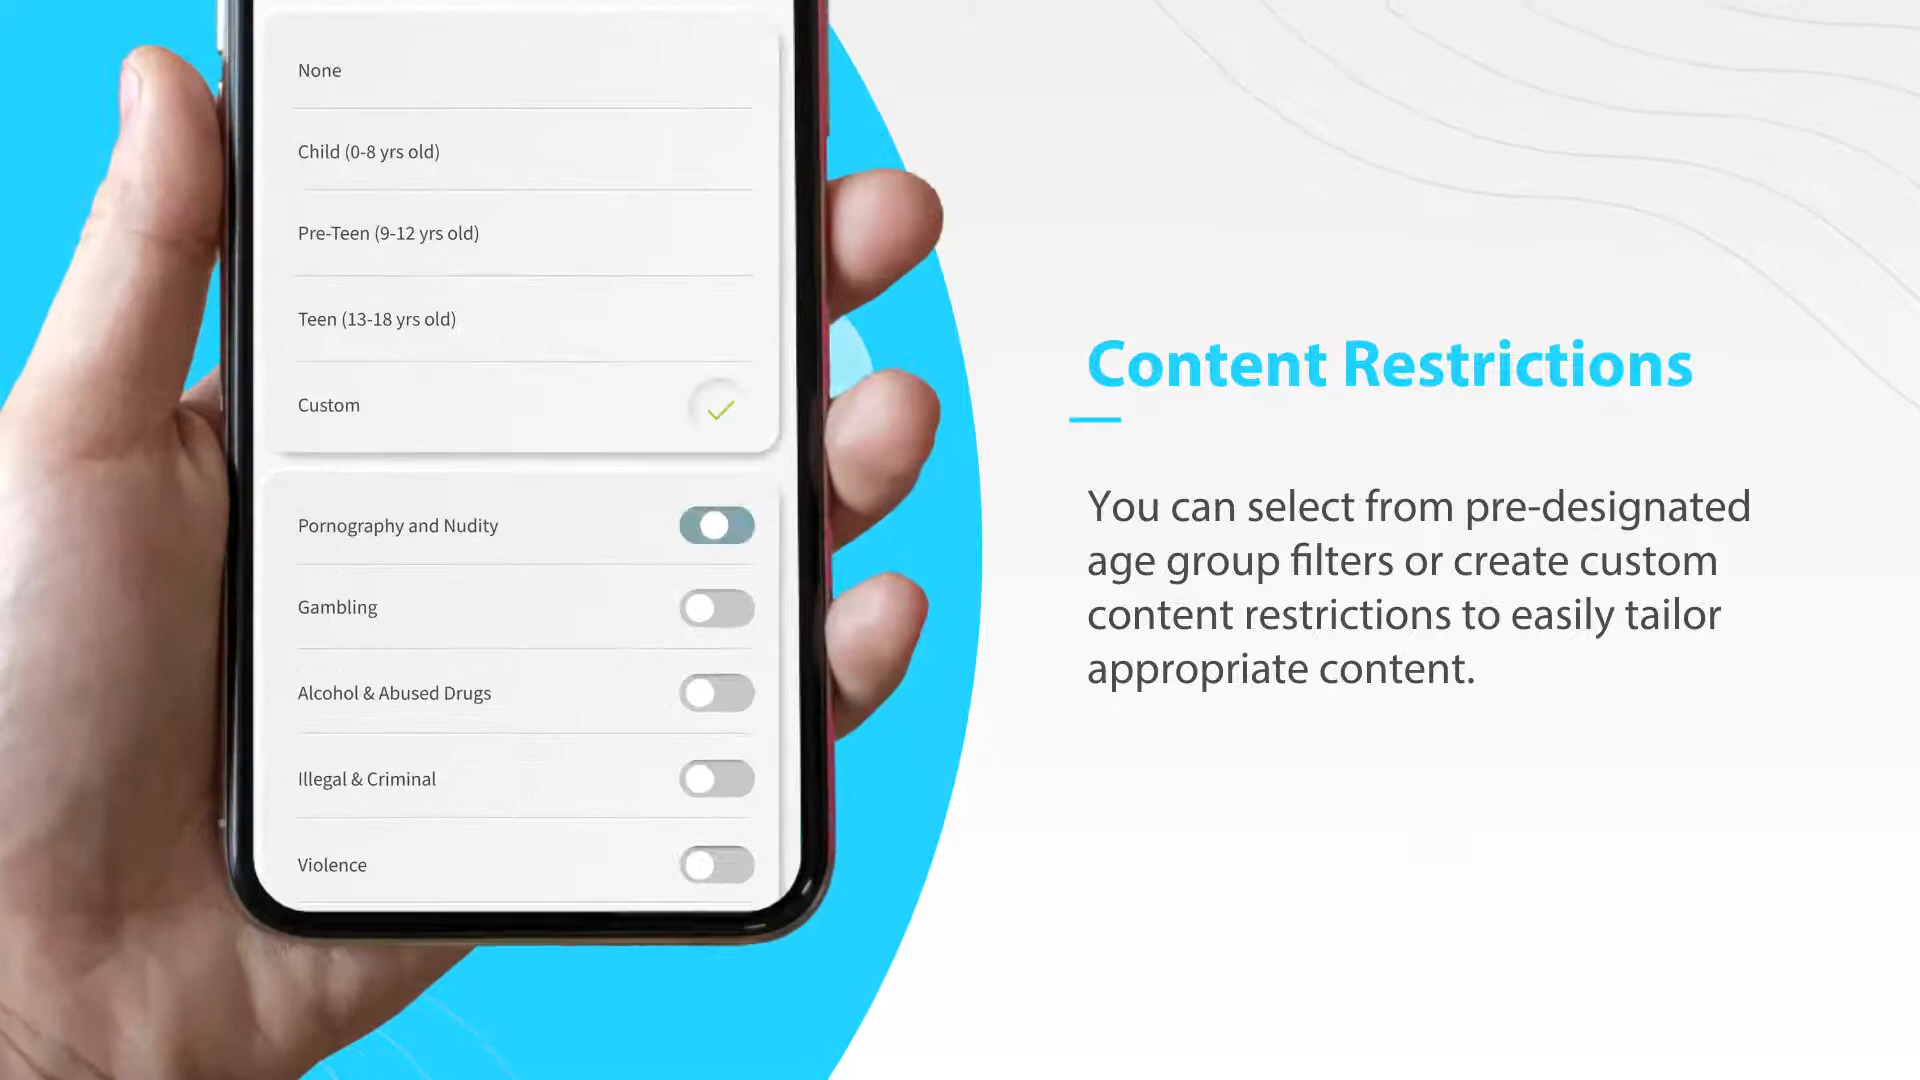 None
Child (0-8 yrs old)
Pre-Teen (9-12 yrs old)
Teen (13-18 yrs old)
Custom
Pornography and Nudity
Gambling
Alcohol & Abused Drugs
Illegal & Criminal
Violence
Content Restrictions
You can select from pre-designated
age group filters or create custom
content restrictions to easily tailor
appropriate content.